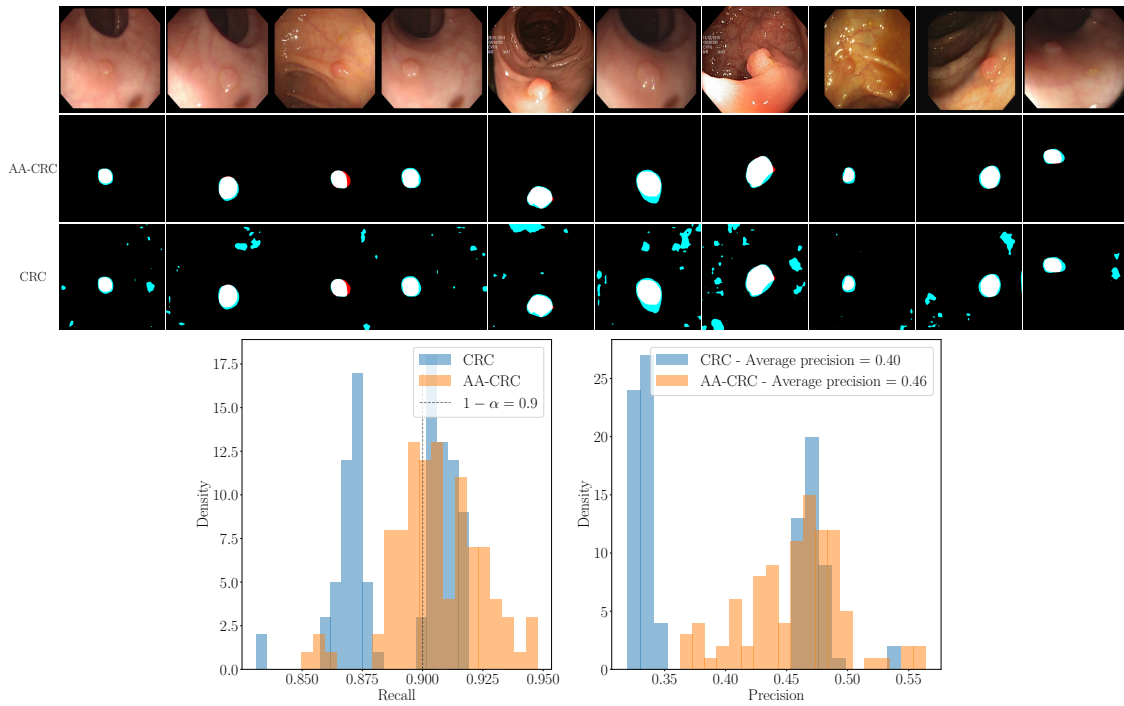 AA-CRC
CRC
CRC
AA-CRC
1 − α = 0.9
17.5
15.0
12.5
10.0
7.5
5.0
2.5
0.0
Density
0.850
0.875
0.900
0.925
0.950
Recall
CRC - Average precision = 0.40
AA-CRC - Average precision = 0.46
25
20
15
10
5
0
Density
0.35
0.40
0.45
0.50
0.55
Precision